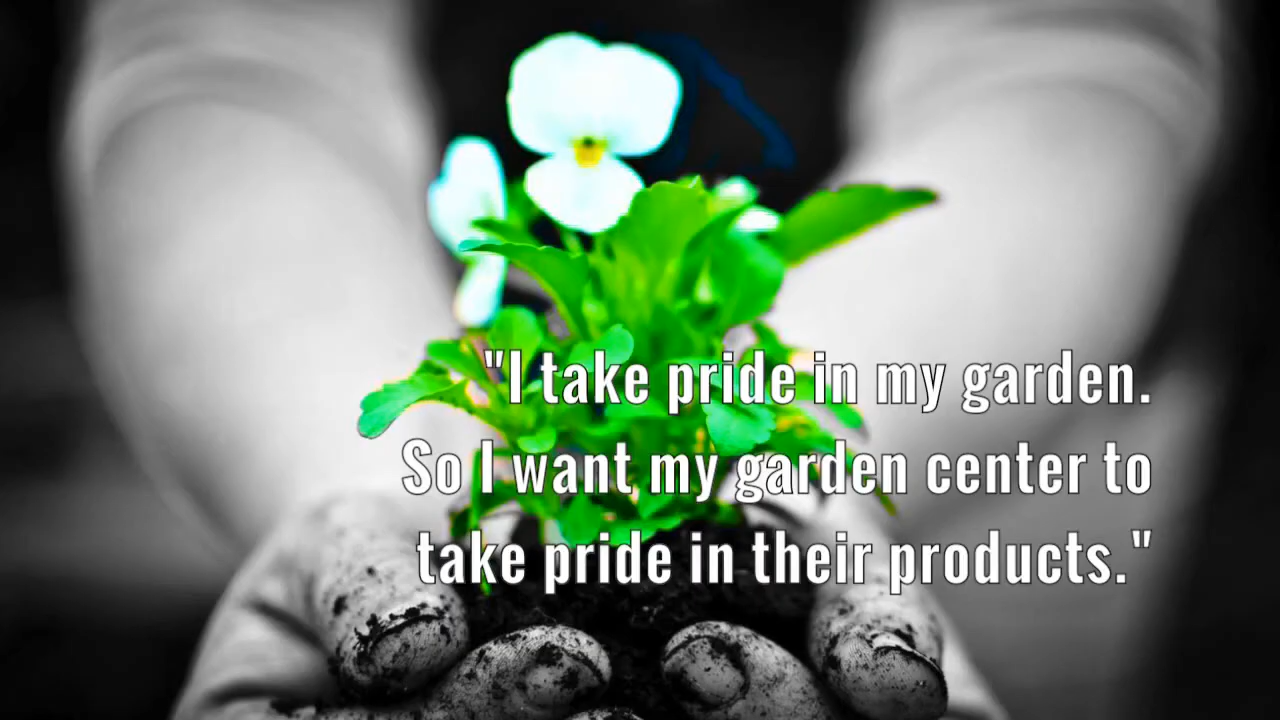 "I take pride in my garden.
So I want my garden center to
take pride in their products."